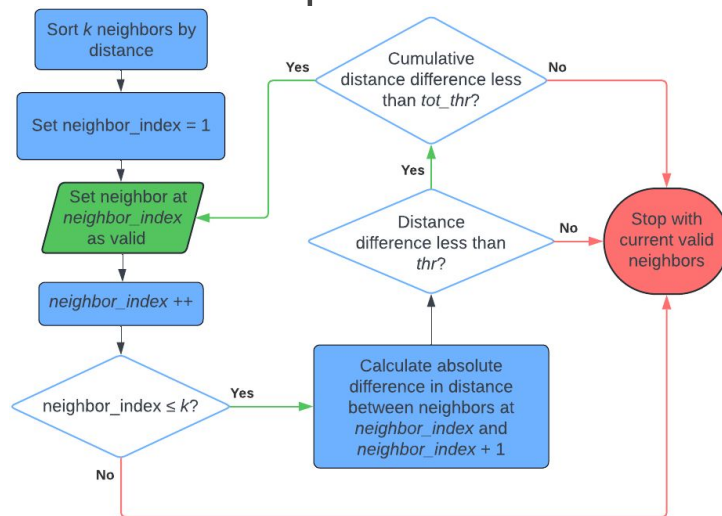 Sort k neighbors by
distance
Set neighbor_index = 1
Set neighbor at
neighbor_index
as valid
neighbor_index ++
neighbor_index ≤ k?
Yes
No
Calculate absolute
difference in distance
between neighbors at
neighbor_index and
neighbor_index + 1
Distance
difference less than
thr?
Yes
No
Cumulative
distance difference less
than tot_thr?
Yes
No
Stop with
current valid
neighbors